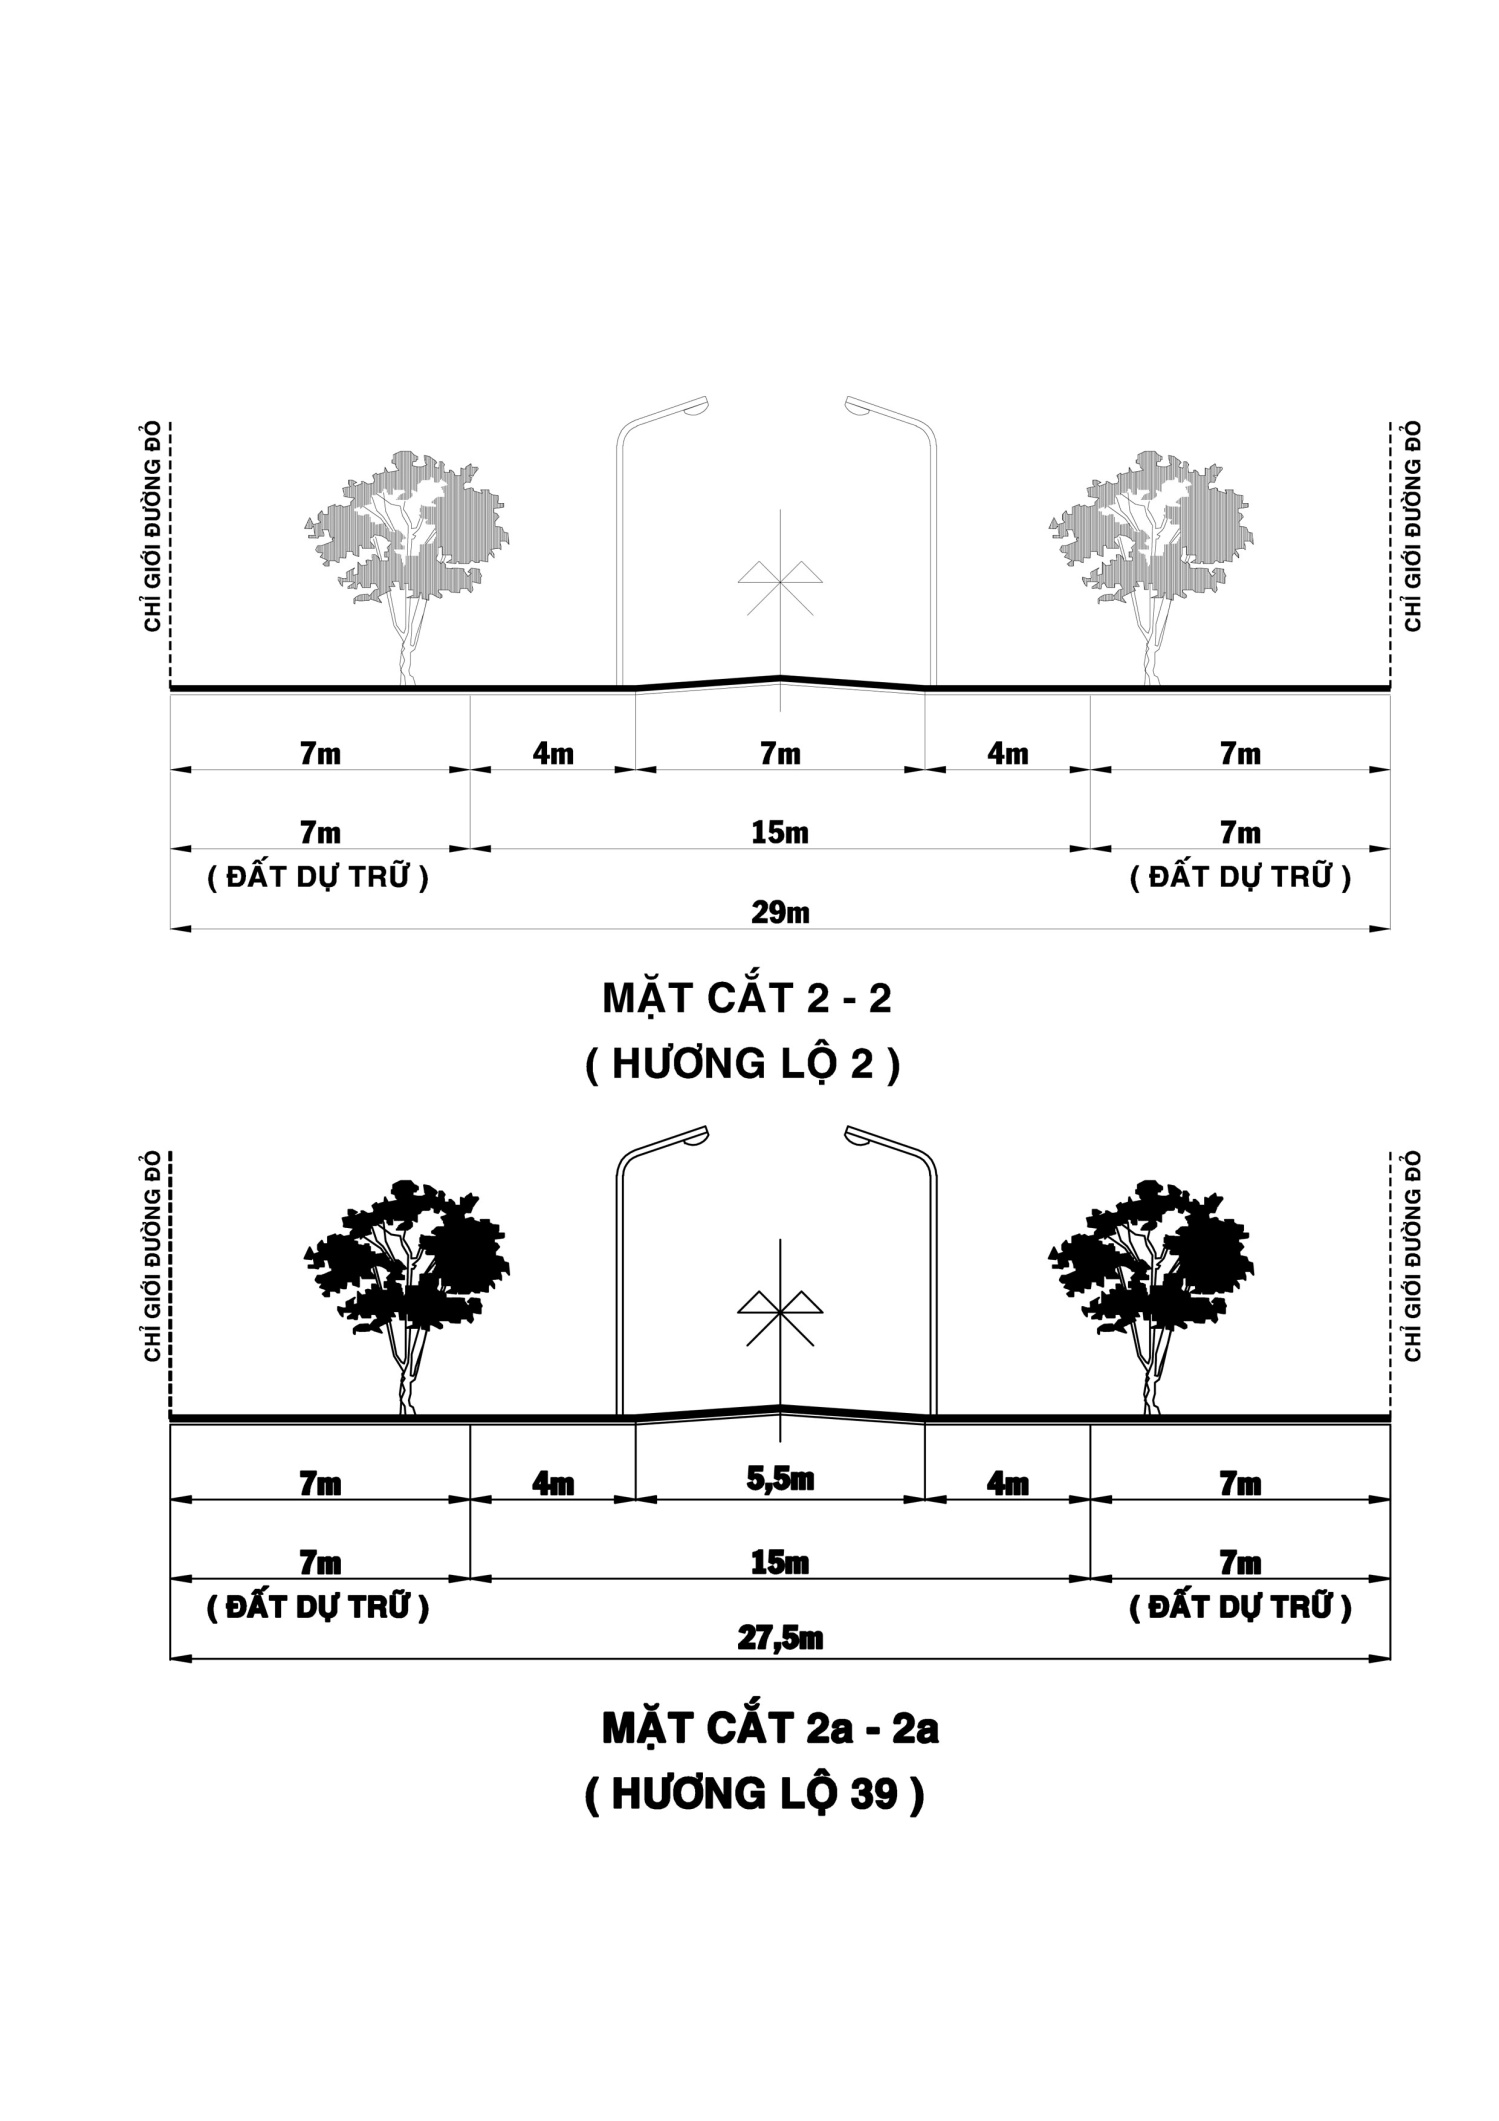 CHỈ GIỚI ĐƯỜNG ĐỎ
CHỈ GIỚI ĐƯỜNG ĐỎ
7m 4m 7m 4m 7m
7m 15m 7m
( ĐẤT DỰ TRỮ ) ( ĐẤT DỰ TRỮ )
29m
MẶT CẮT 2 - 2
( HƯƠNG LỘ 2 )
CHỈ GIỚI ĐƯỜNG ĐỎ
CHỈ GIỚI ĐƯỜNG ĐỎ
7m 4m 5,5m 4m 7m
7m 15m 7m
( ĐẤT DỰ TRỮ ) ( ĐẤT DỰ TRỮ )
27,5m
MẶT CẮT 2a - 2a
( HƯƠNG LỘ 39 )